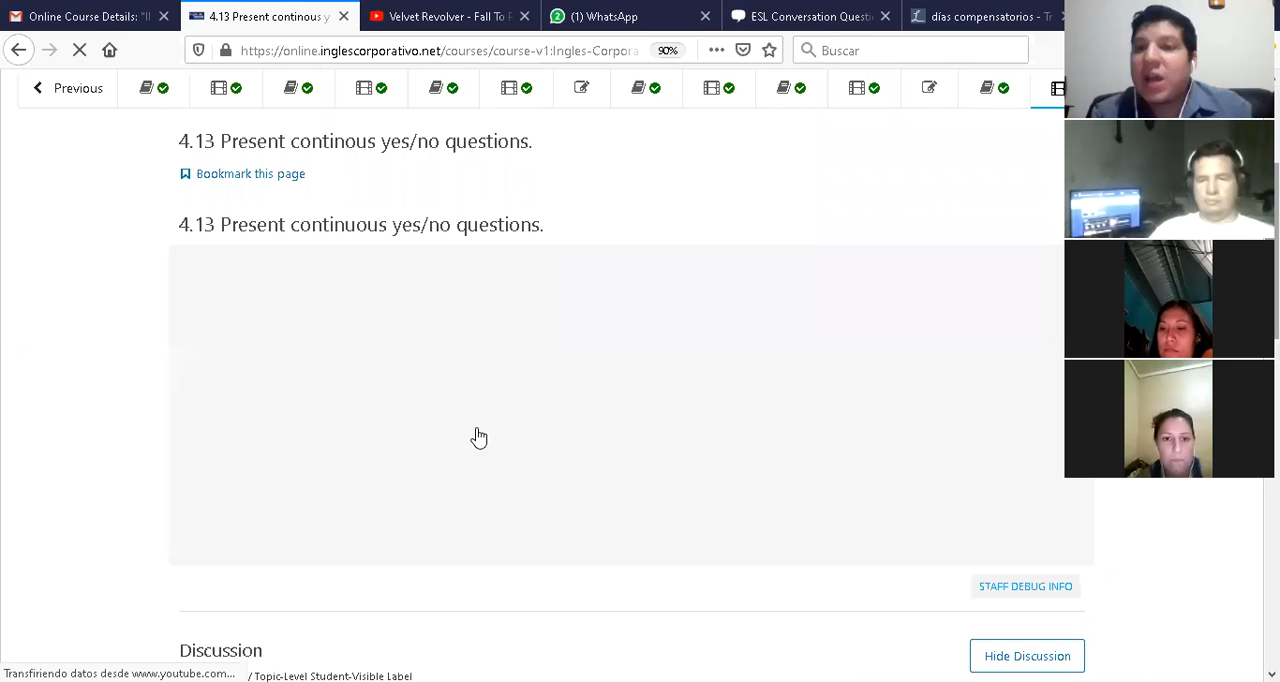 Online Course Details: "II
4.13 Present continous y
Velvet Revolver - Fall To
(1) WhatsApp
ESL Conversation Questi
días compensatorios - Tr
https://online.inglescorporativo.net/courses/course-v1:Ingles-Corpora
90%
Buscar
Previous
4.13 Present continous yes/no questions.
Bookmark this page
4.13 Present continuous yes/no questions.
STAFF DEBUG INFO
Discussion
Hide Discussion
Transfiriendo datos desde www.youtube.com...
/ Topic-Level Student-Visible Label